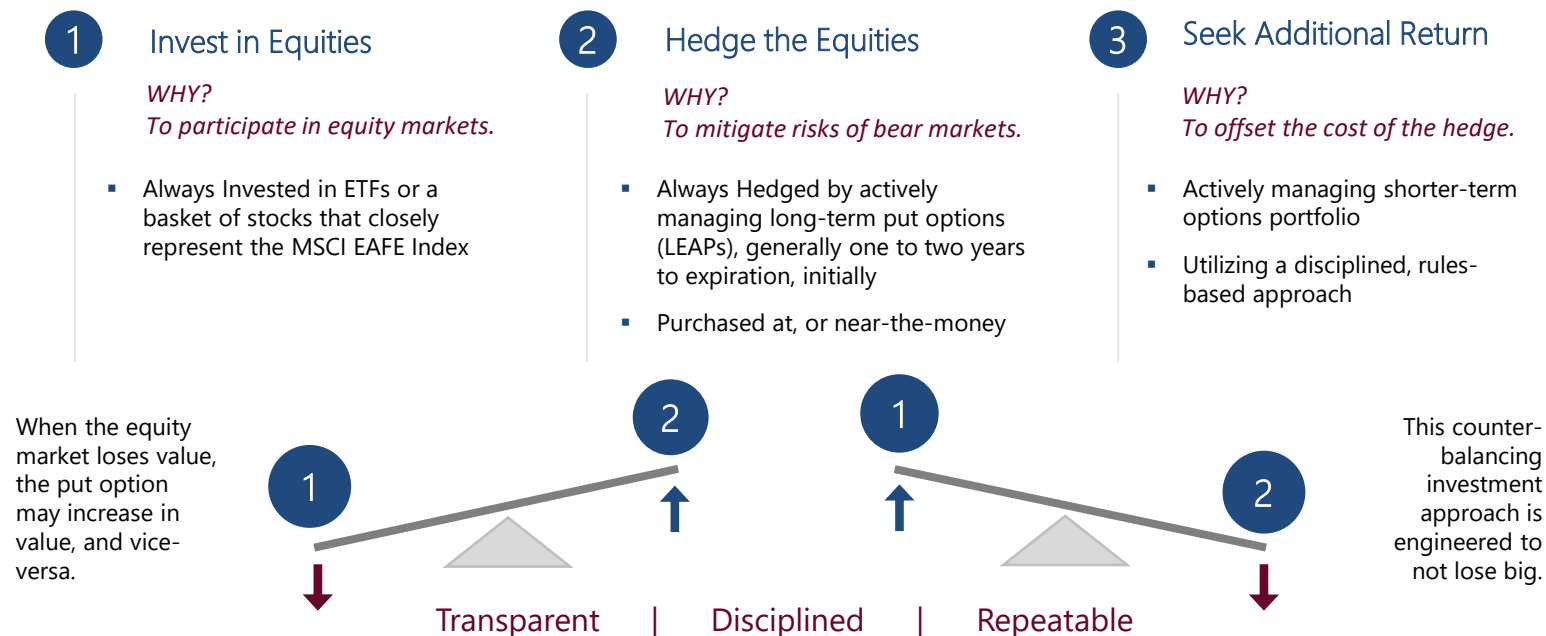 1
Invest in Equities
WHY?
To participate in equity markets.
▪ Always Invested in ETFs or a
basket of stocks that closely
represent the MSCI EAFE Index
2
Hedge the Equities
WHY?
To mitigate risks of bear markets.
▪ Always Hedged by actively
managing long-term put options
(LEAPs), generally one to two years
to expiration, initially
▪ Purchased at, or near-the-money
3
Seek Additional Return
WHY?
To offset the cost of the hedge.
▪ Actively managing shorter-term
options portfolio
▪ Utilizing a disciplined, rules-
based approach
When the equity
market loses value,
the put option
may increase in
value, and vice-
versa.
1
2
1
2
This counter-
balancing
investment
approach is
engineered to
not lose big.
Transparent | Disciplined | Repeatable